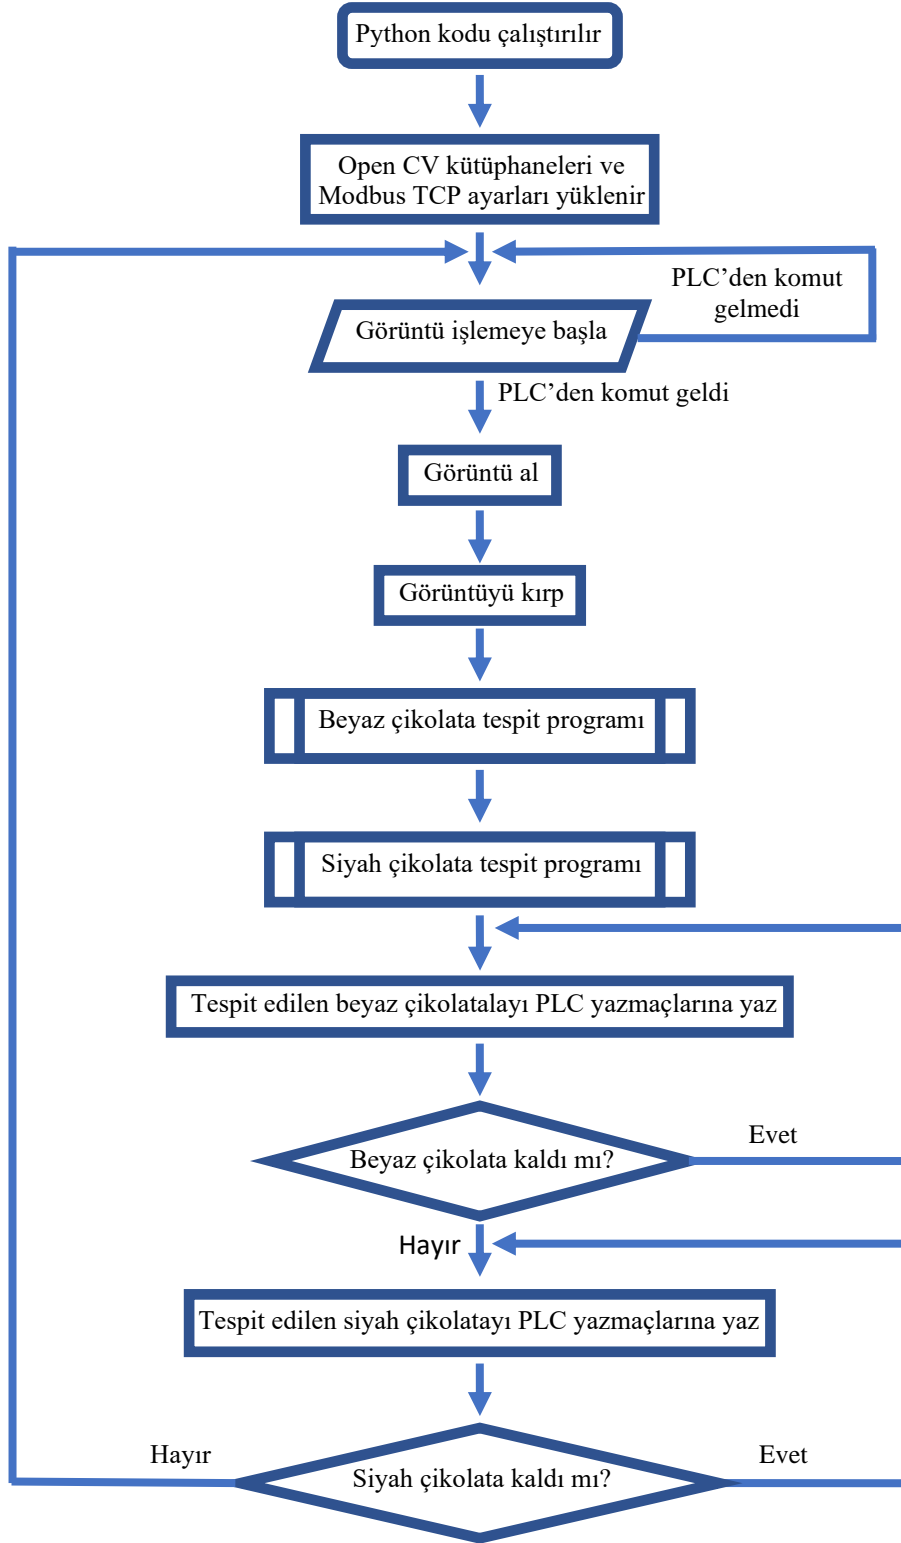 Python kodu çalıştırılır
Open CV kütüphaneleri ve
Modbus TCP ayarları yüklenir
PLC’den komut
gelmedi
Görüntü işlemeye başla
PLC’den komut geldi
Görüntü al
Görüntüyü kırp
Beyaz çikolata tespit programı
Siyah çikolata tespit programı
Tespit edilen beyaz çikolatalayı PLC yazmaçlarına yaz
Evet
Beyaz çikolata kaldı mı?
Hayır
Tespit edilen siyah çikolatayı PLC yazmaçlarına yaz
Hayır
Evet
Siyah çikolata kaldı mı?